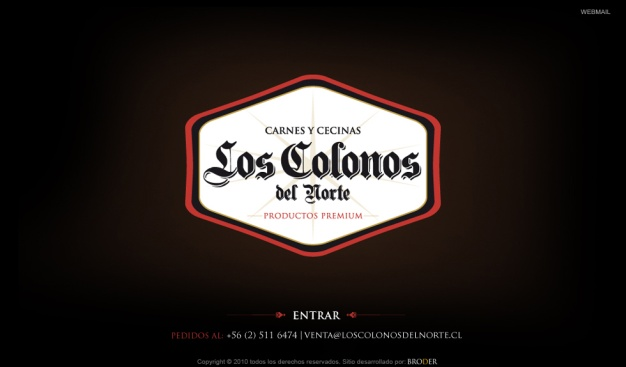 WEBMAIL
CARNES Y CECINAS
Los Colonos
del Norte
PRODUCTOS PREMIUM
ENTRAR
PEDIDOS AL: +56 (2) 511 6474 | VENTA@LOSCOLONOSDELNORTE.CL
Copyright © 2010 todos los derechos reservados. Sitio desarrollado por: BRODER